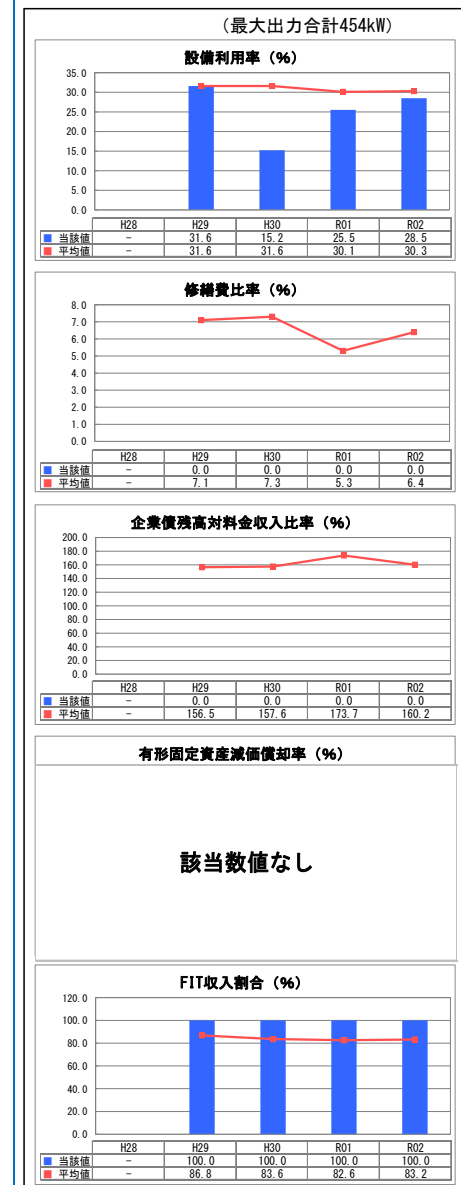 （最大出力合計454kW）
設備利用率（%）
35.0
30.0
25.0
20.0
15.0
10.0
5.0
0.0
H28 H29 H30 R01 R02
当該値 － 31.6 15.2 25.5 28.5
平均値 － 31.6 31.6 30.1 30.3
修繕費比率（%）
8.0
7.0
6.0
5.0
4.0
3.0
2.0
1.0
0.0
H28 H29 H30 R01 R02
当該値 － 0.0 0.0 0.0 0.0
平均値 － 7.1 7.3 5.3 6.4
企業債残高対料金収入比率（%）
200.0
180.0
160.0
140.0
120.0
100.0
80.0
60.0
40.0
20.0
0.0
H28 H29 H30 R01 R02
当該値 － 0.0 0.0 0.0 0.0
平均値 － 156.5 157.6 173.7 160.2
有形固定資産減価償却率（%）
該当数値なし
FIT収入割合（%）
120.0
100.0
80.0
60.0
40.0
20.0
0.0
H28 H29 H30 R01 R02
当該値 － 100.0 100.0 100.0 100.0
平均値 － 86.8 83.6 82.6 83.2